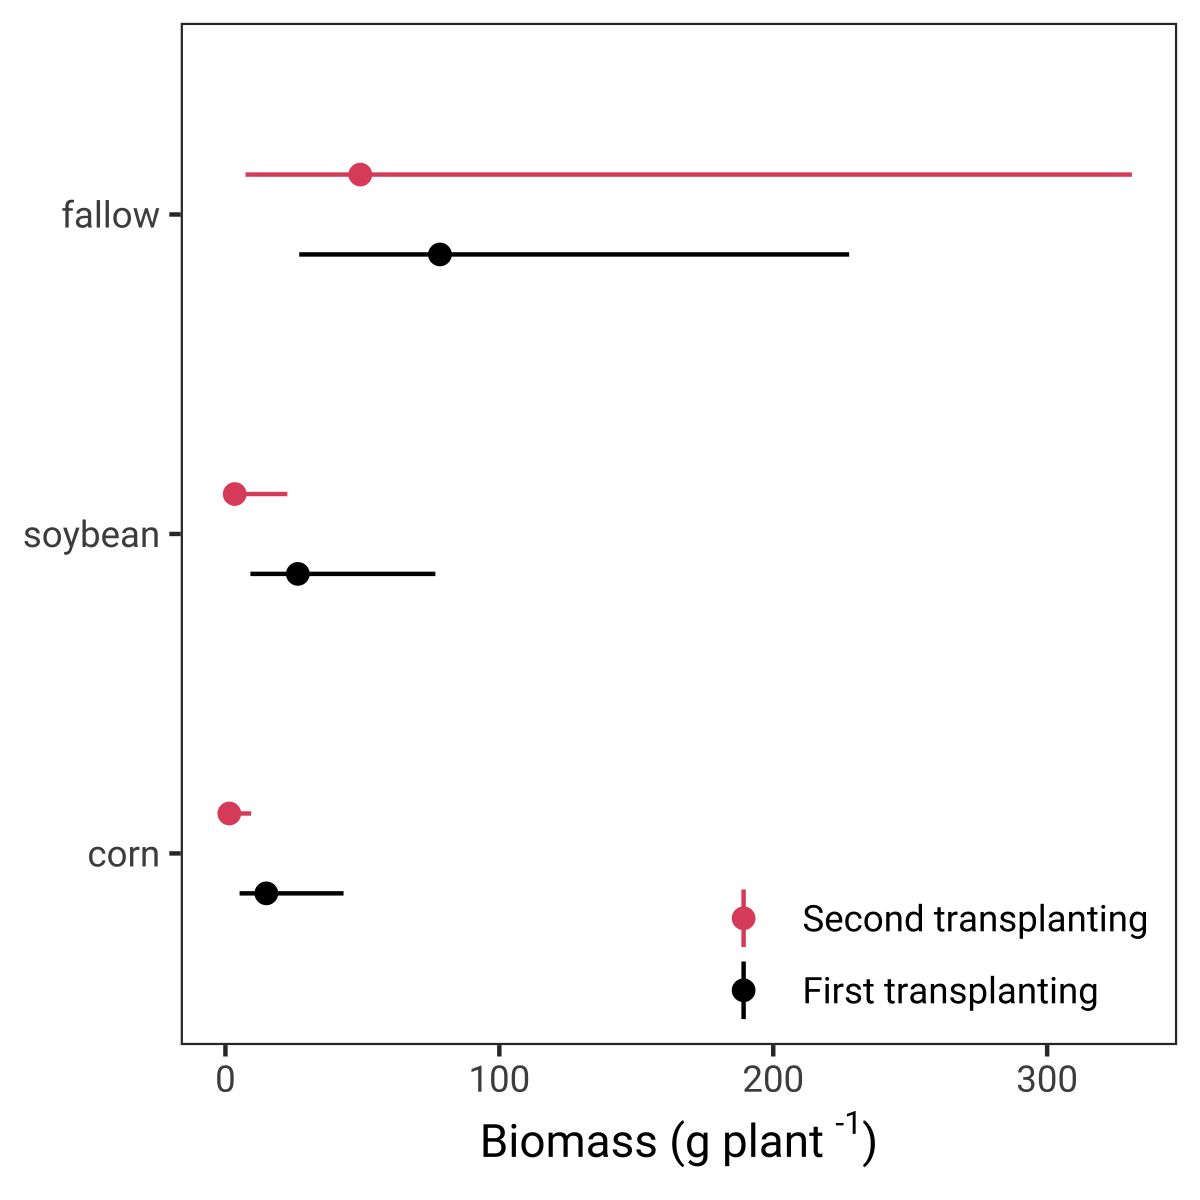 fallow
soybean
corn
Second transplanting
First transplanting
0 100 200 300
Biomass (g plant -1)